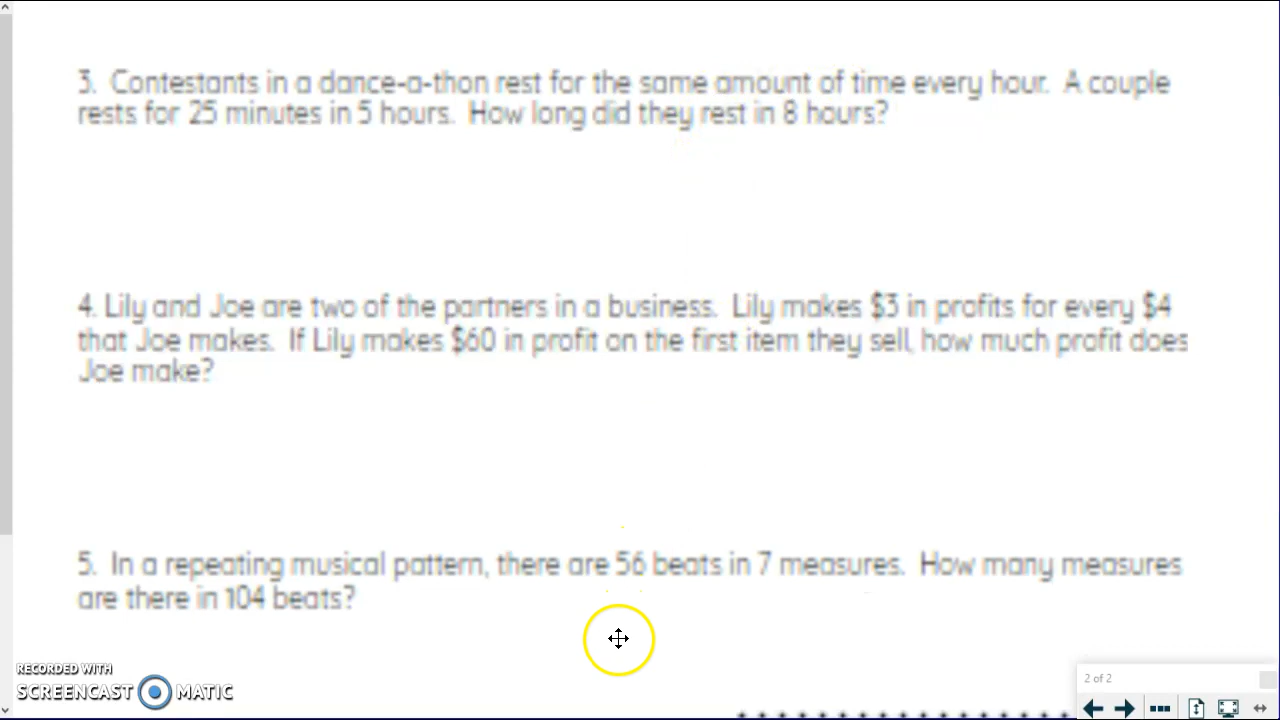 3. Contestants in a dance-a-thon rest for the same amount of time every hour. A couple
rests for 25 minutes in 5 hours. How long did they rest in 8 hours?
4. Lily and Joe are two of the partners in a business. Lily makes $3 in profits for every $4
that Joe makes. If Lily makes $60 in profit on the first item they sell, how much profit does
Joe make?
5. In a repeating musical pattern, there are 56 beats in 7 measures. How many measures
are there in 104 beats?
RECORDED WITH
SCREENCAST MATIC
2 of 2